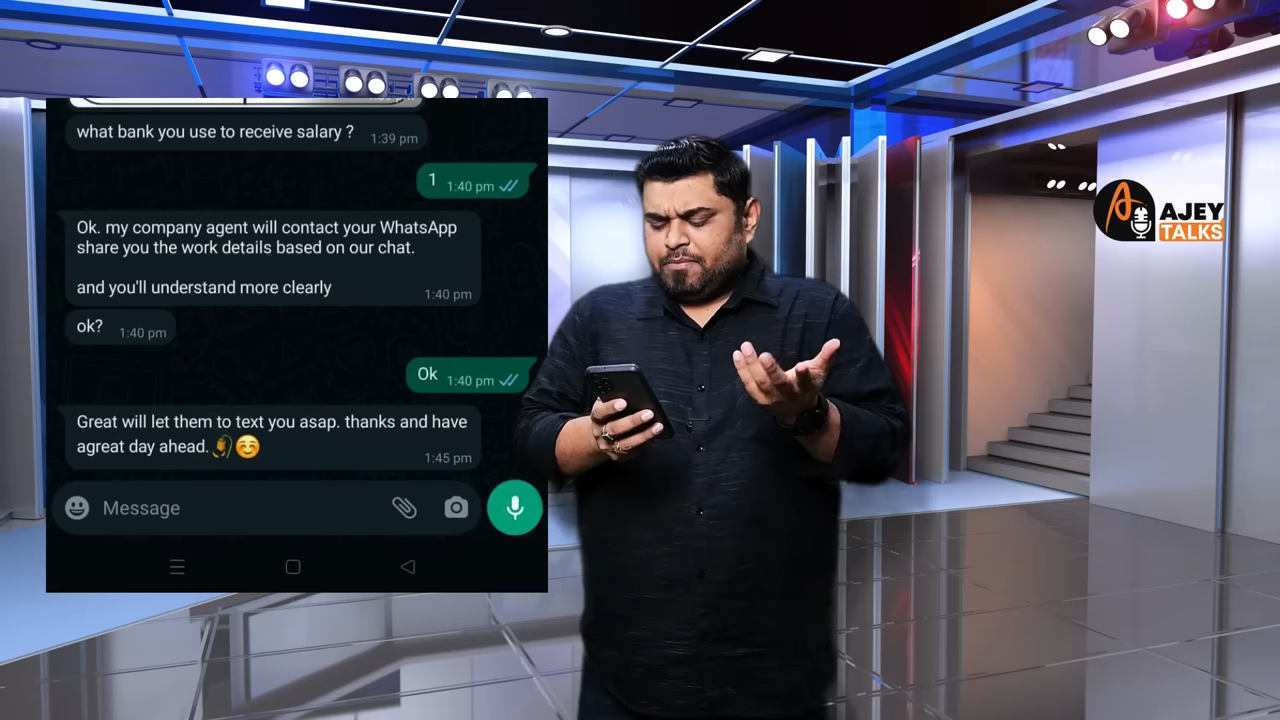 what bank you use to receive salary ? 1:39 pm
1 1:40 pm
Ok. my company agent will contact your WhatsApp
share you the work details based on our chat.
and you'll understand more clearly
1:40 pm
ok? 1:40 pm
Ok 1:40 pm
Great will let them to text you asap. thanks and have
agreat day ahead.
1:45 pm
Message
AJEY
TALKS